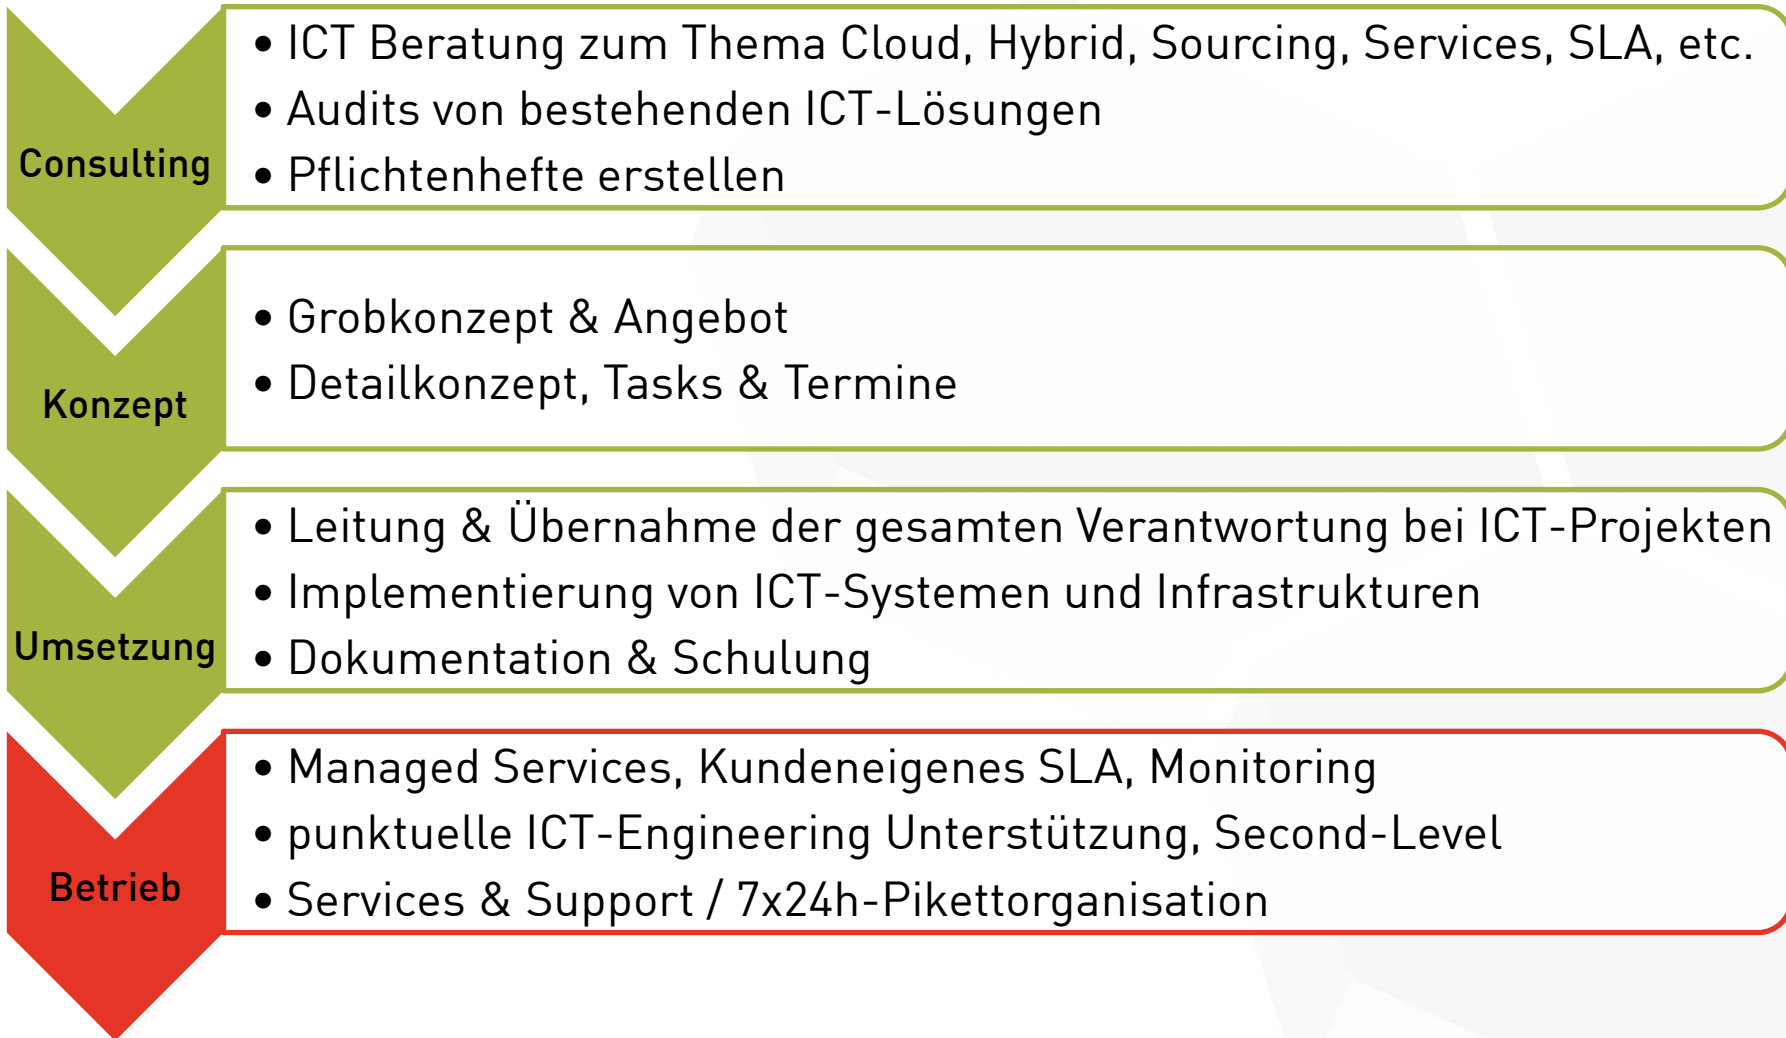 Consulting
• ICT Beratung zum Thema Cloud, Hybrid, Sourcing, Services, SLA, etc.
• Audits von bestehenden ICT-Lösungen
• Pflichtenhefte erstellen
Konzept
• Grobkonzept & Angebot
• Detailkonzept, Tasks & Termine
Umsetzung
• Leitung & Übernahme der gesamten Verantwortung bei ICT-Projekten
• Implementierung von ICT-Systemen und Infrastrukturen
• Dokumentation & Schulung
Betrieb
• Managed Services, Kundeneigenes SLA, Monitoring
• punktuelle ICT-Engineering Unterstützung, Second-Level
• Services & Support / 7x24h-Pikettorganisation